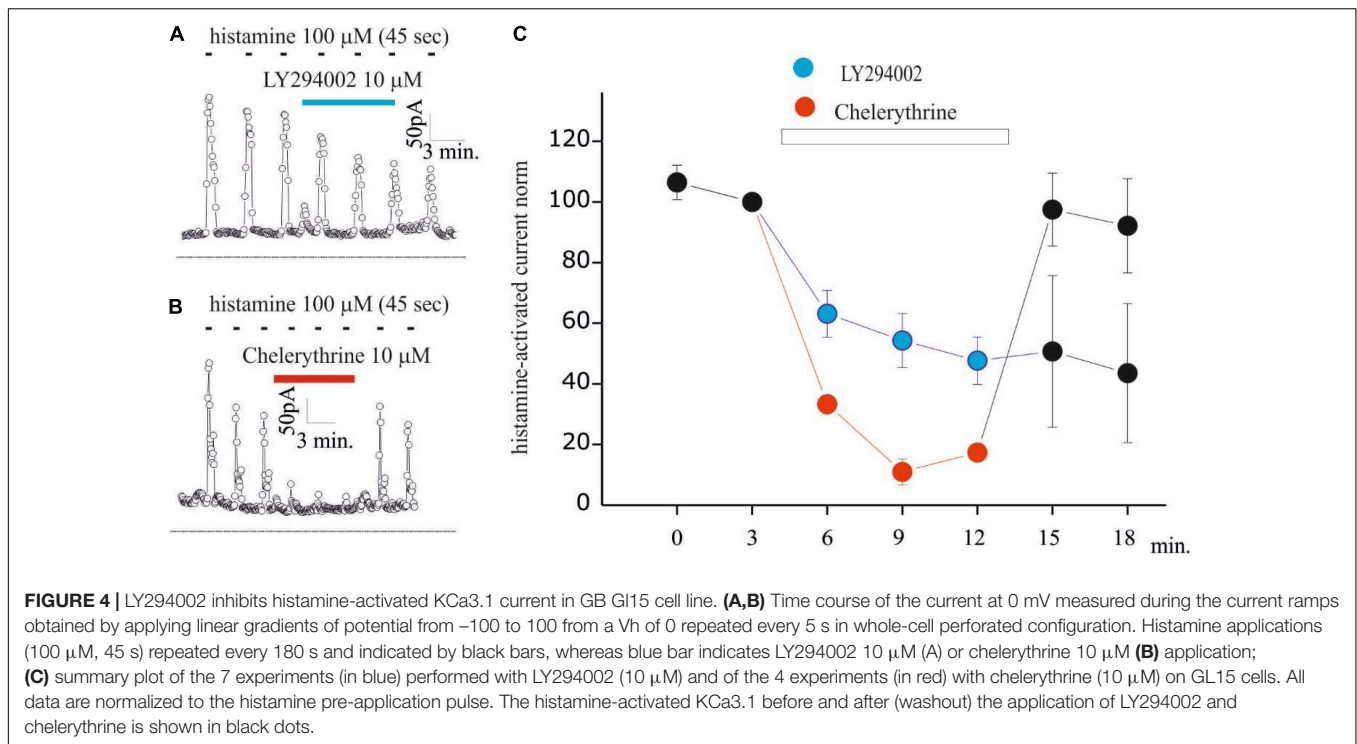 A
histamine 100 µM (45 sec)
LY294002 10 µM
50pA
3 min.
B
histamine 100 µM (45 sec)
Chelerythrine 10 µM
50pA
3 min.
C
LY294002
Chelerythrine
histamine-activated current norm
120
100
80
60
40
20
0
0 3 6 9 12 15 18 min.
FIGURE 4 | LY294002 inhibits histamine-activated KCa3.1 current in GB Gl15 cell line. (A,B) Time course of the current at 0 mV measured during the current ramps
obtained by applying linear gradients of potential from –100 to 100 from a Vh of 0 repeated every 5 s in whole-cell perforated configuration. Histamine applications
(100 µM, 45 s) repeated every 180 s and indicated by black bars, whereas blue bar indicates LY294002 10 µM (A) or chelerythrine 10 µM (B) application;
(C) summary plot of the 7 experiments (in blue) performed with LY294002 (10 µM) and of the 4 experiments (in red) with chelerythrine (10 µM) on GL15 cells. All
data are normalized to the histamine pre-application pulse. The histamine-activated KCa3.1 before and after (washout) the application of LY294002 and
chelerythrine is shown in black dots.